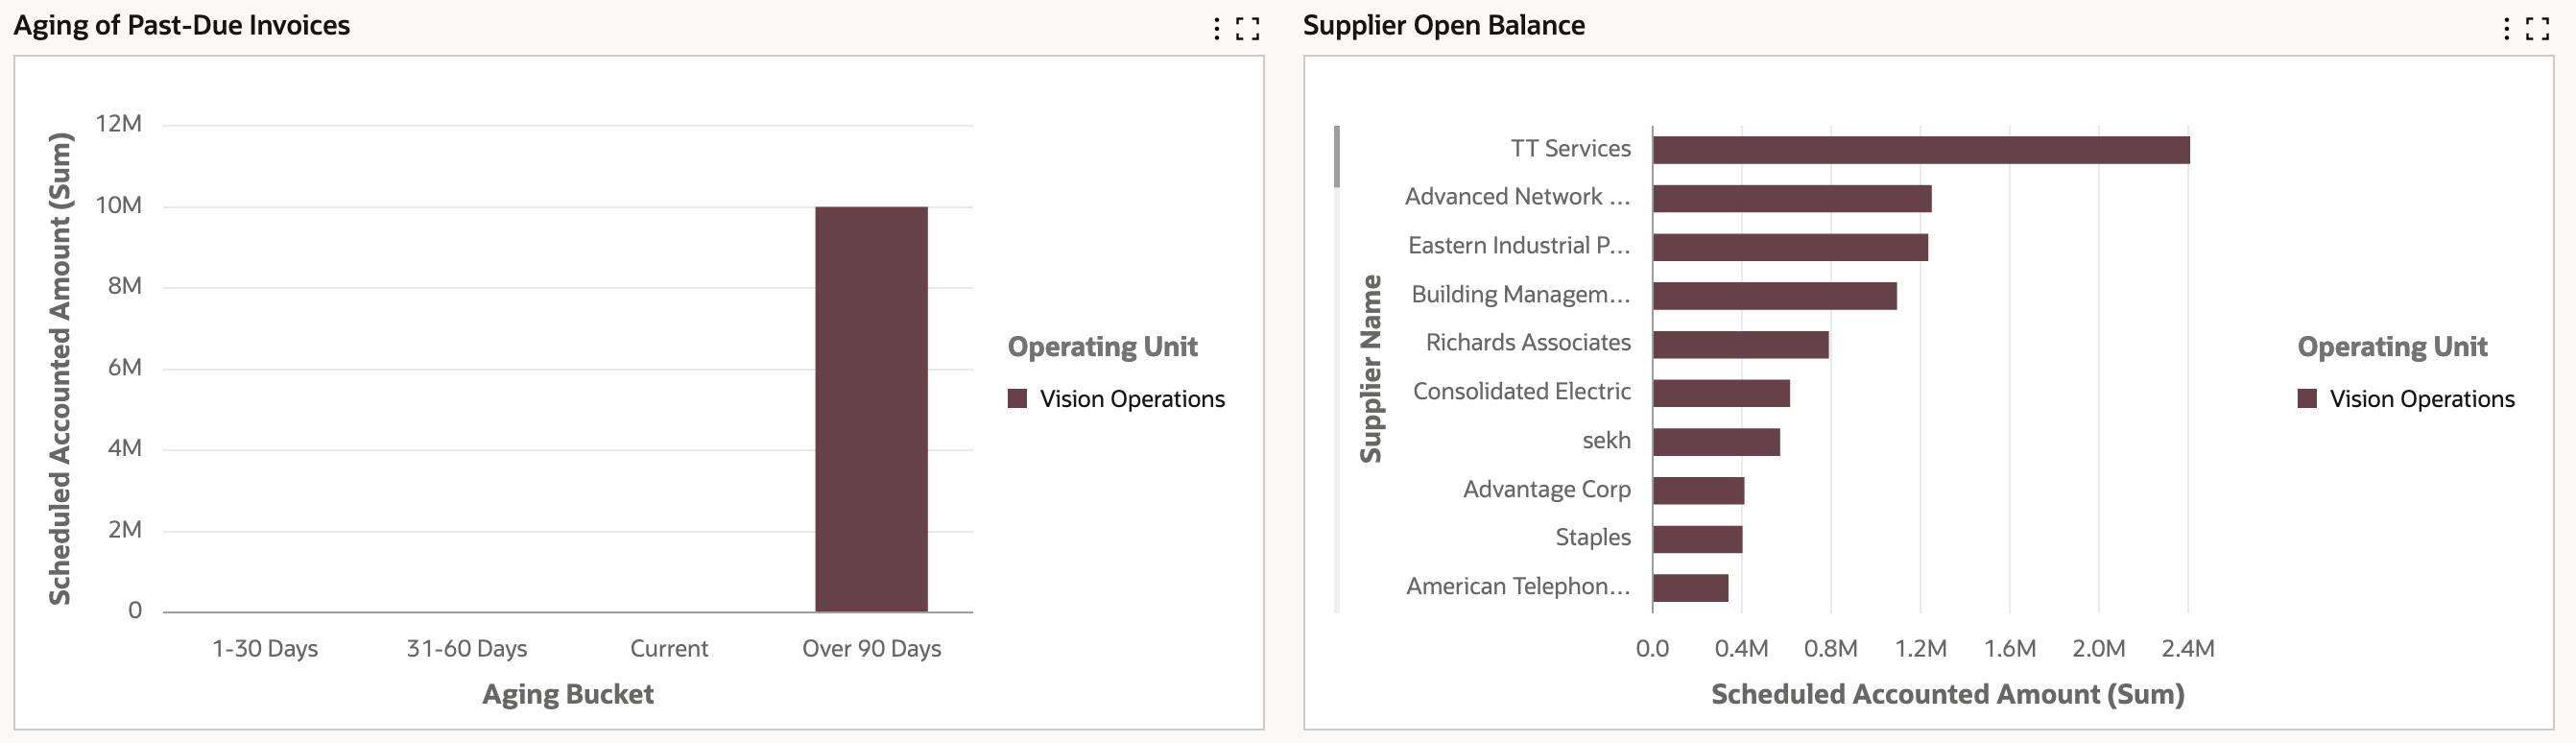 Aging of Past-Due Invoices
Scheduled Accounted Amount (Sum)
12M
10M
8M
6M
4M
2M
0
1-30 Days
31-60 Days
Current
Over 90 Days
Aging Bucket
Operating Unit
Vision Operations
Supplier Open Balance
Supplier Name
TT Services
Advanced Network ...
Eastern Industrial P...
Building Managem...
Richards Associates
Consolidated Electric
sekh
Advantage Corp
Staples
American Telephon...
0.0
0.4M
0.8M
1.2M
1.6M
2.0M
2.4M
Scheduled Accounted Amount (Sum)
Operating Unit
Vision Operations